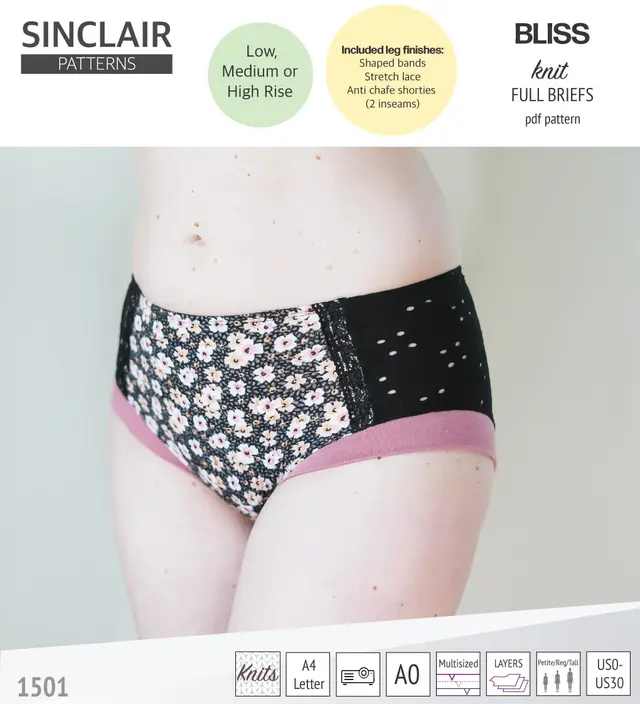 SINCLAIR
PATTERNS
Low,
Medium or
High Rise
Included leg finishes:
Shaped bands
Stretch lace
Anti chafe shorties
(2 inseams)
BLISS
knit
FULL BRIEFS
pdf pattern
1501
Knits
A4
Letter
A0
Multisized
LAYERS
Petite/Reg/Tall
US0-
US30